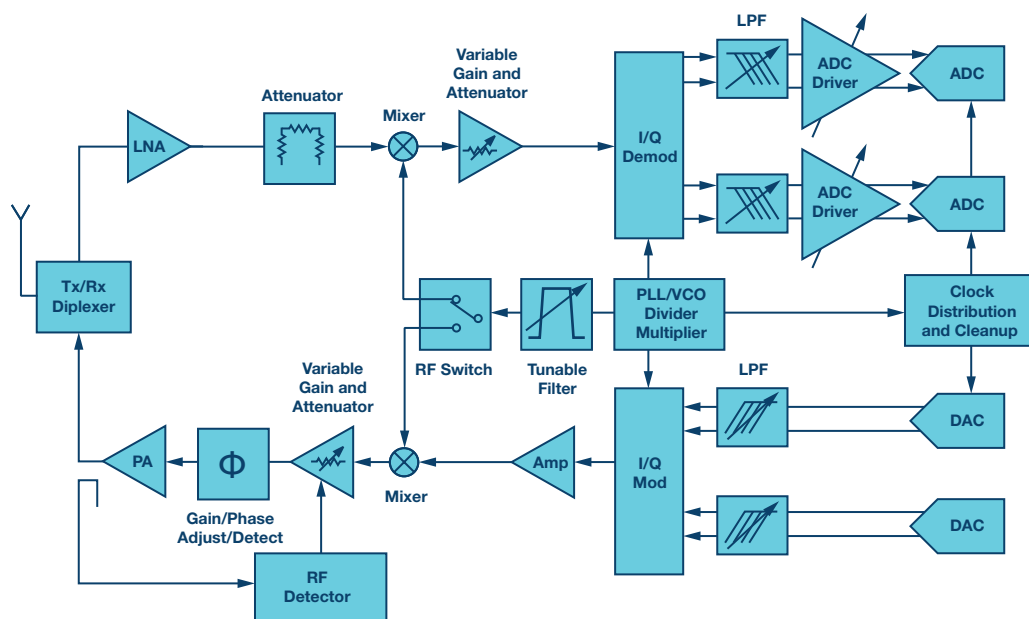 LPF
Variable
Gain and
Attenuator
ADC
Driver
ADC
Attenuator
Mixer
LNA
I/Q
Demod
ADC
Driver
ADC
Tx/Rx
Diplexer
PLL/VCO
Divider
Multiplier
Clock
Distribution
and Cleanup
RF Switch
Tunable
Filter
LPF
Variable
Gain and
Attenuator
DAC
PA
Φ
Amp
I/Q
Mod
Mixer
Gain/Phase
Adjust/Detect
DAC
RF
Detector